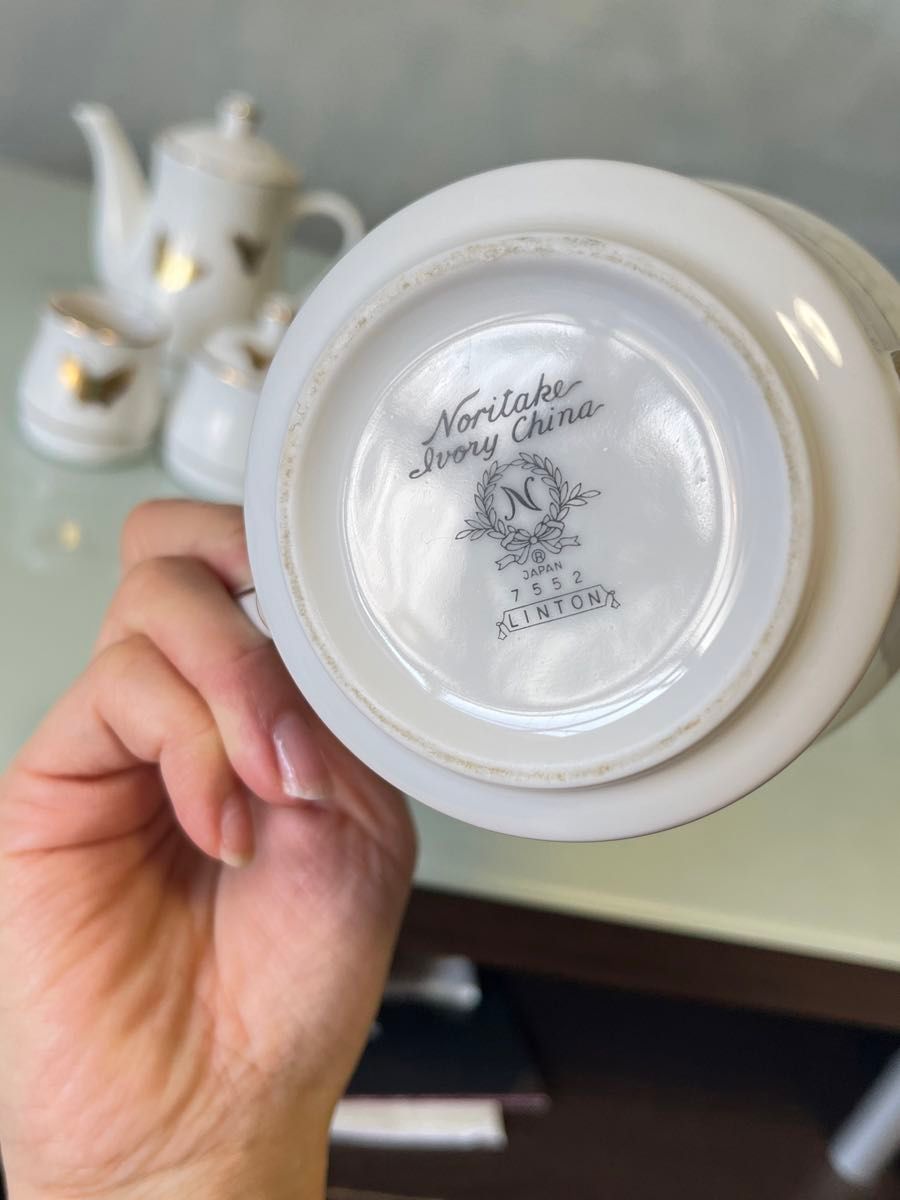 Noritake
Ivory China
N
®
JAPAN
7552
LINTON